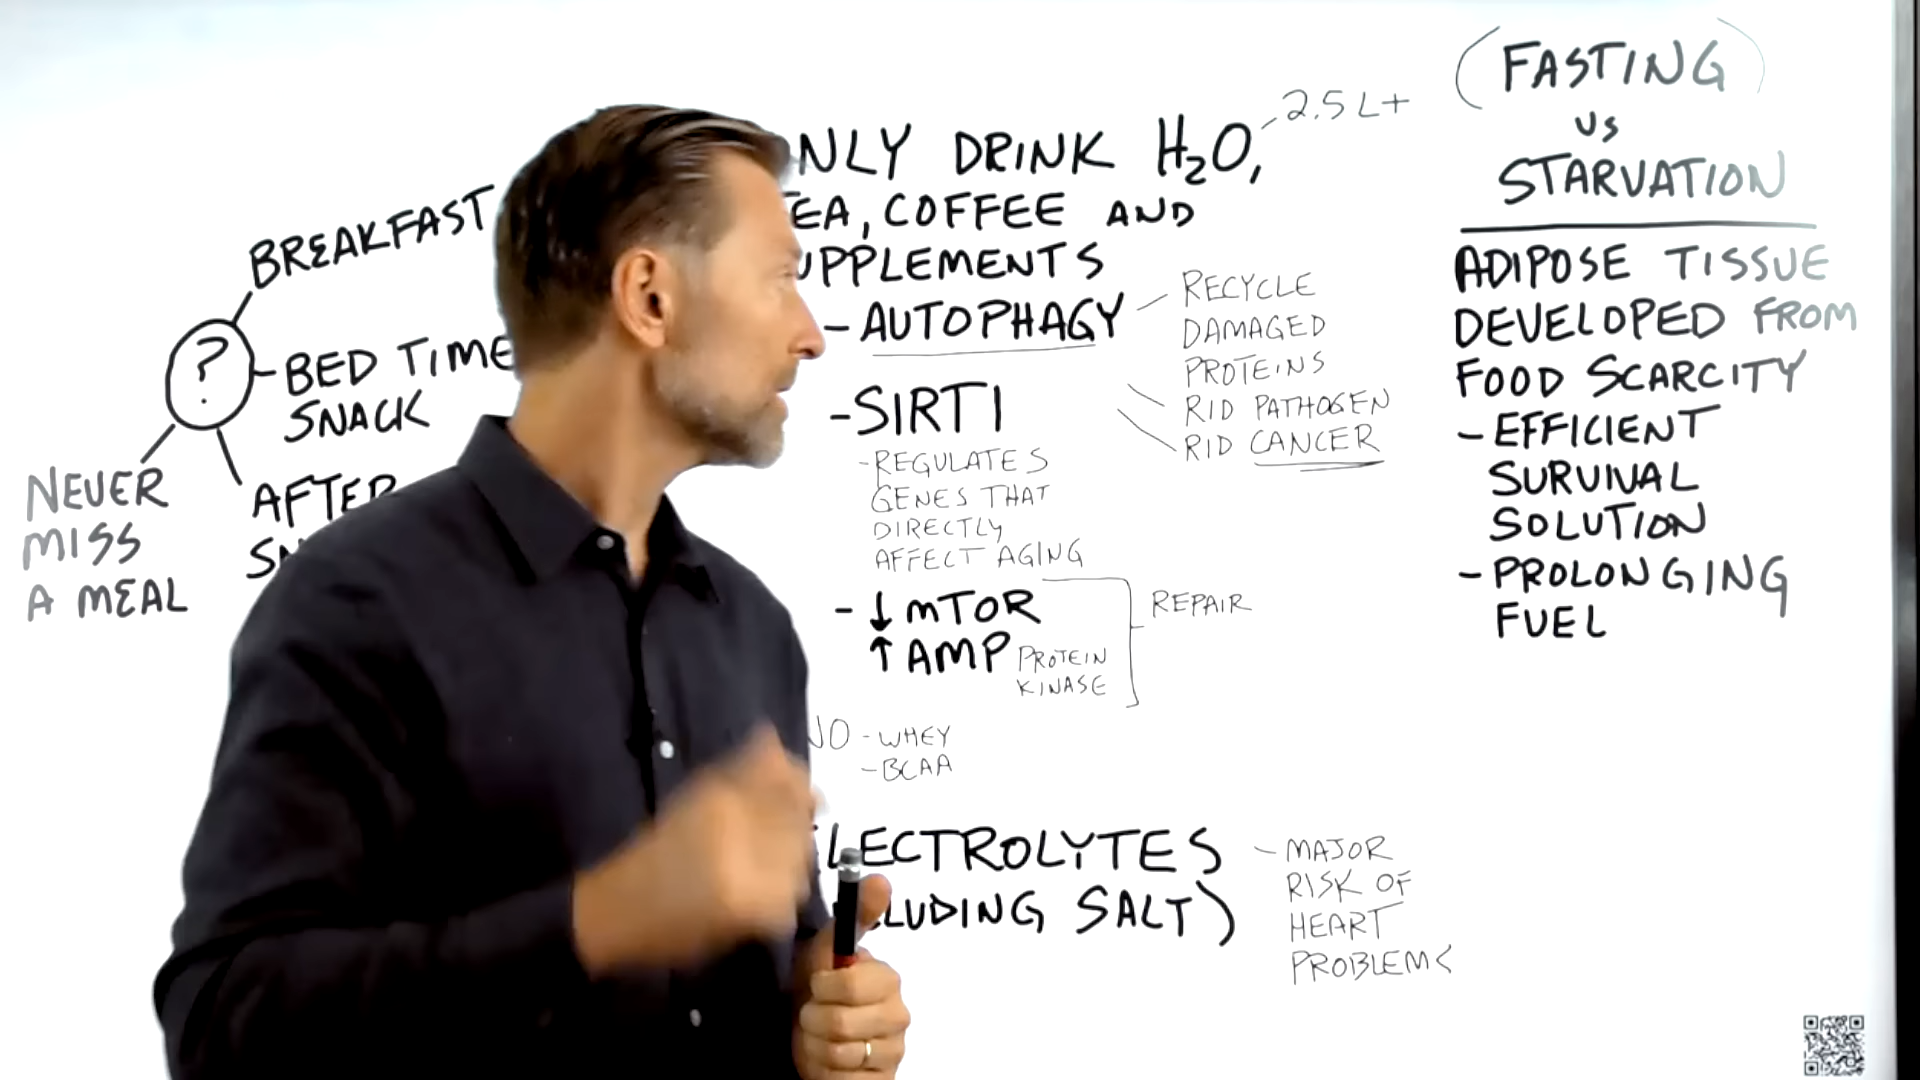 BREAKFAST
?
- BED TIME
SNACK
NEVER
MISS
A MEAL
AFTER
NLY DRINK H₂O,
2.5 L+
EA, COFFEE AND
UPPLEMENTS
- AUTOPHAGY
RECYCLE
DAMAGED
PROTEINS
RID PATHOGEN
RID CANCER
- SIRT1
- REGULATES
GENES THAT
DIRECTLY
AFFECT AGING
- ↓ mTOR
↑ AMP PROTEIN
KINASE
REPAIR
NO - WHEY
- BCAA
LECTROLYTES
LUDING SALT)
- MAJOR
RISK OF
HEART
PROBLEMS
(FASTING)
VS
STARVATION
ADIPOSE TISSUE
DEVELOPED FROM
FOOD SCARCITY
- EFFICIENT
SURVIVAL
SOLUTION
- PROLONGING
FUEL